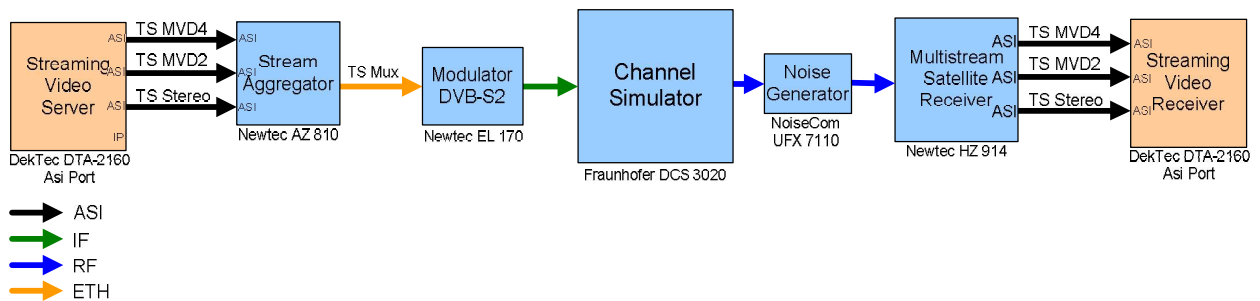 Streaming
Video
Server
ASI
ASI
ASI
IP
DekTec DTA-2160
Asi Port
TS MVD4
TS MVD2
TS Stereo
ASI
ASI
ASI
Stream
Aggregator
Newtec AZ 810
TS Mux
Modulator
DVB-S2
Newtec EL 170
Channel
Simulator
Fraunhofer DCS 3020
Noise
Generator
NoiseCom
UFX 7110
Multistream
Satellite
Receiver
ASI
ASI
ASI
Newtec HZ 914
TS MVD4
TS MVD2
TS Stereo
ASI
ASI
ASI
Streaming
Video
Receiver
DekTec DTA-2160
Asi Port
ASI
IF
RF
ETH